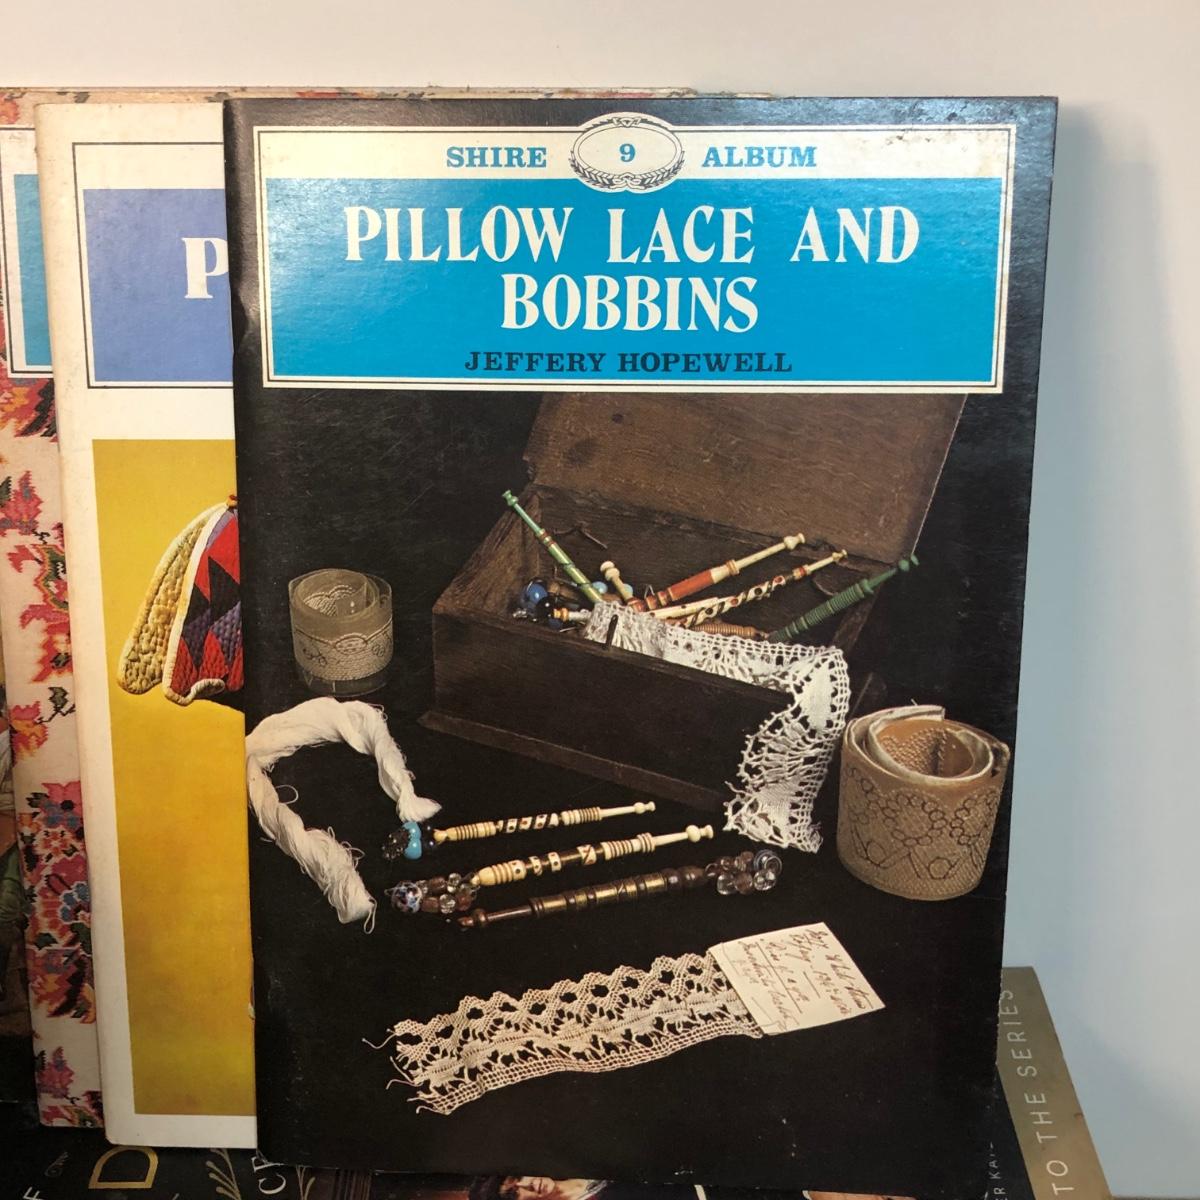 SHIRE 9 ALBUM
PILLOW LACE AND
BOBBINS
JEFFERY HOPEWELL
P
TO THE SERIES
D